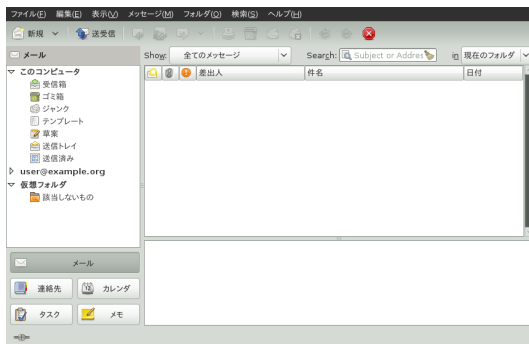 ファイル(F) 編集(E) 表示(V) メッセージ(M) フォルダ(O) 検索(S) ヘルプ(H)
新規 送受信
メール Show: 全てのメッセージ Search: Subject or Addres in 現在のフォルダ
差出人 件名 日付
このコンピュータ
受信箱
ゴミ箱
ジャンク
テンプレート
草案
送信トレイ
送信済み
user@example.org
仮想フォルダ
該当しないもの
メール
連絡先 カレンダ
タスク メモ